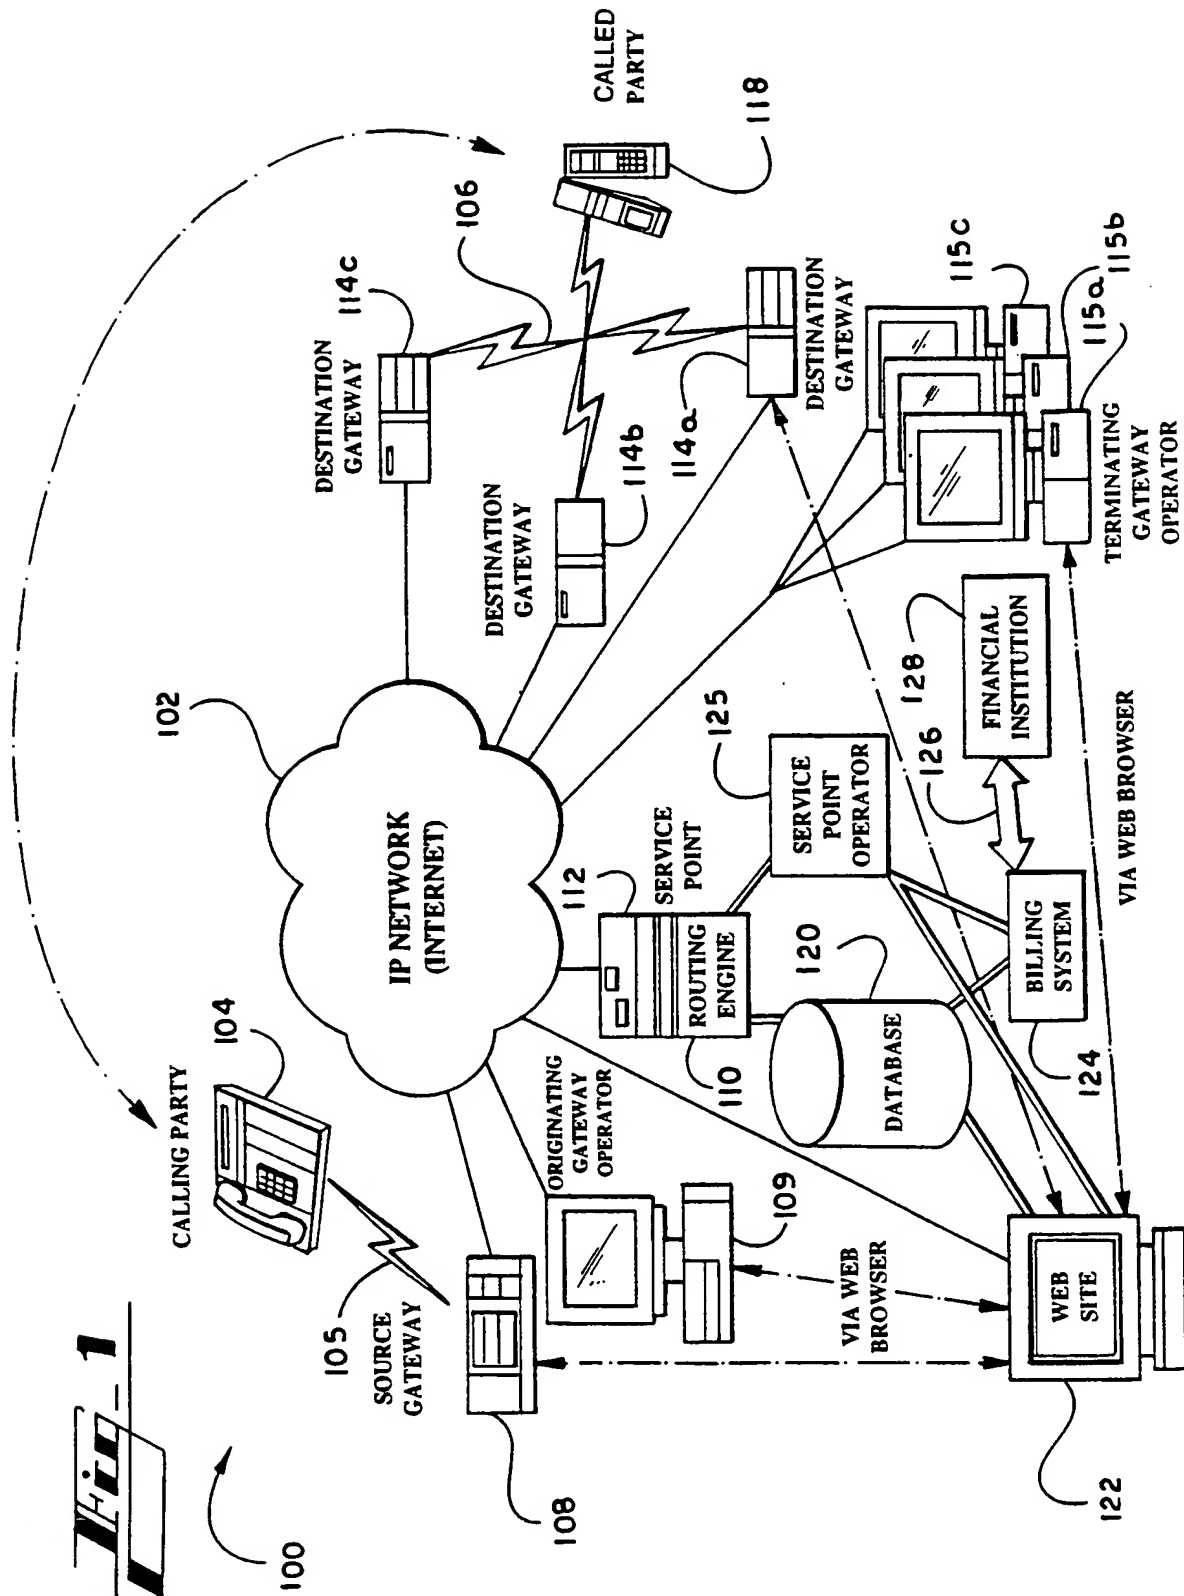 Fig. 1
100
CALLING PARTY
104
105
SOURCE
GATEWAY
108
ORIGINATING
GATEWAY
OPERATOR
109
VIA WEB
BROWSER
WEB
SITE
122
102
IP NETWORK
(INTERNET)
112
SERVICE
POINT
ROUTING
ENGINE
110
120
DATABASE
125
SERVICE
POINT
OPERATOR
BILLING
SYSTEM
124
126
128
FINANCIAL
INSTITUTION
VIA WEB BROWSER
DESTINATION
GATEWAY
114c
106
DESTINATION
GATEWAY
114b
114a
DESTINATION
GATEWAY
CALLED
PARTY
118
115c
115a
115b
TERMINATING
GATEWAY
OPERATOR